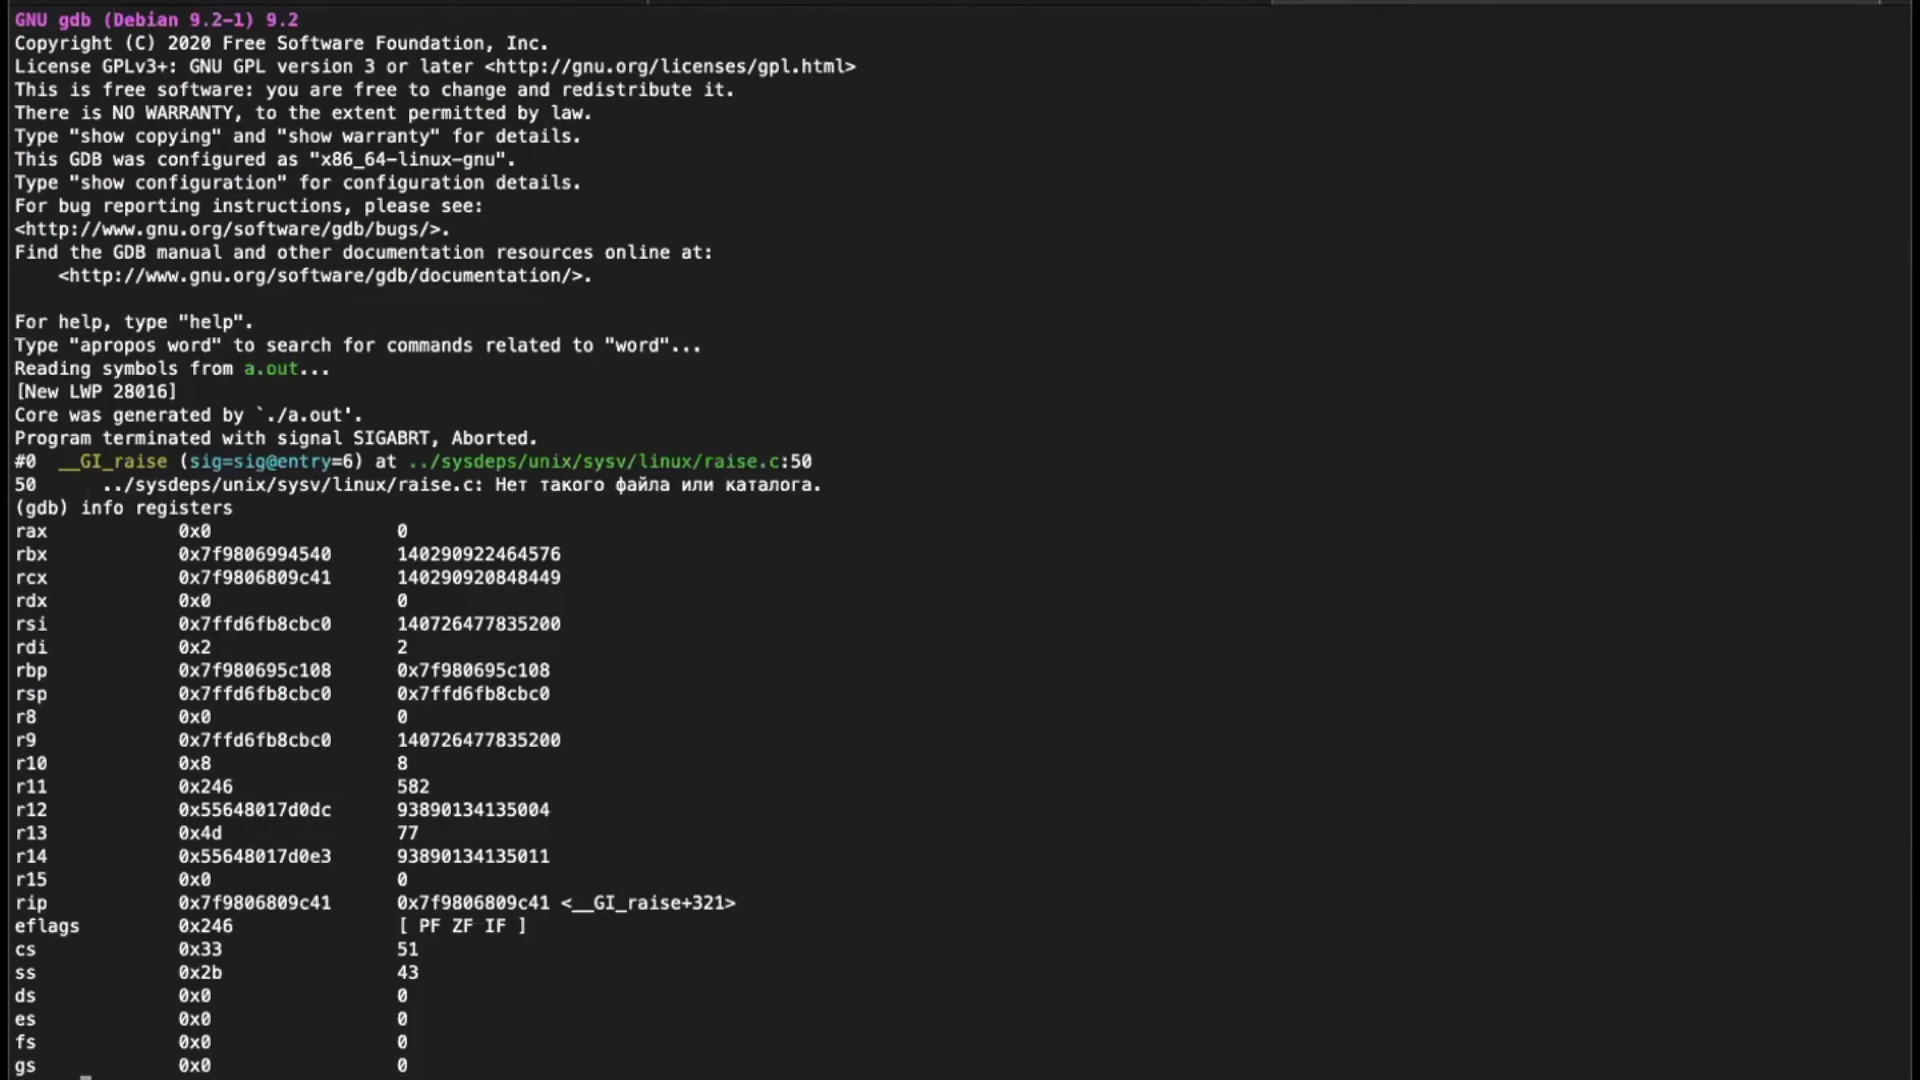 GNU gdb (Debian 9.2-1) 9.2
Copyright (C) 2020 Free Software Foundation, Inc.
License GPLv3+: GNU GPL version 3 or later <http://gnu.org/licenses/gpl.html>
This is free software: you are free to change and redistribute it.
There is NO WARRANTY, to the extent permitted by law.
Type "show copying" and "show warranty" for details.
This GDB was configured as "x86_64-linux-gnu".
Type "show configuration" for configuration details.
For bug reporting instructions, please see:
<http://www.gnu.org/software/gdb/bugs/>.
Find the GDB manual and other documentation resources online at:
    <http://www.gnu.org/software/gdb/documentation/>.

For help, type "help".
Type "apropos word" to search for commands related to "word"...
Reading symbols from a.out...
[New LWP 28016]
Core was generated by `./a.out'.
Program terminated with signal SIGABRT, Aborted.
#0  __GI_raise (sig=sig@entry=6) at ../sysdeps/unix/sysv/linux/raise.c:50
50      ../sysdeps/unix/sysv/linux/raise.c: Нет такого файла или каталога.
(gdb) info registers
rax            0x0                 0
rbx            0x7f9806994540      140290922464576
rcx            0x7f9806809c41      140290920848449
rdx            0x0                 0
rsi            0x7ffd6fb8cbc0      140726477835200
rdi            0x2                 2
rbp            0x7f980695c108      0x7f980695c108
rsp            0x7ffd6fb8cbc0      0x7ffd6fb8cbc0
r8             0x0                 0
r9             0x7ffd6fb8cbc0      140726477835200
r10            0x8                 8
r11            0x246               582
r12            0x55648017d0dc      93890134135004
r13            0x4d                77
r14            0x55648017d0e3      93890134135011
r15            0x0                 0
rip            0x7f9806809c41      0x7f9806809c41 <__GI_raise+321>
eflags         0x246               [ PF ZF IF ]
cs             0x33                51
ss             0x2b                43
ds             0x0                 0
es             0x0                 0
fs             0x0                 0
gs             0x0                 0